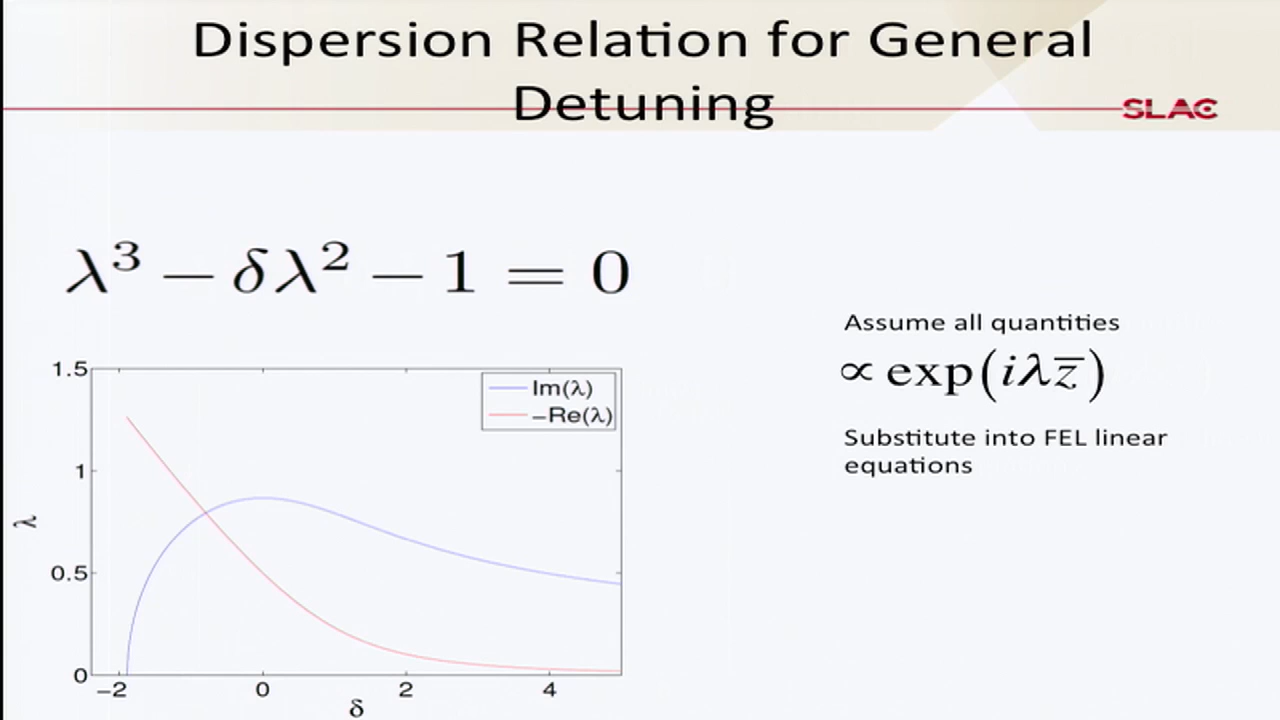 Dispersion Relation for General
Detuning
SLAC
λ³ − δλ² − 1 = 0
Assume all quantities
∝ exp(iλz̅)
Substitute into FEL linear
equations
1.5
Im(λ)
−Re(λ)
1
λ
0.5
0
−2 0 2 4
δ